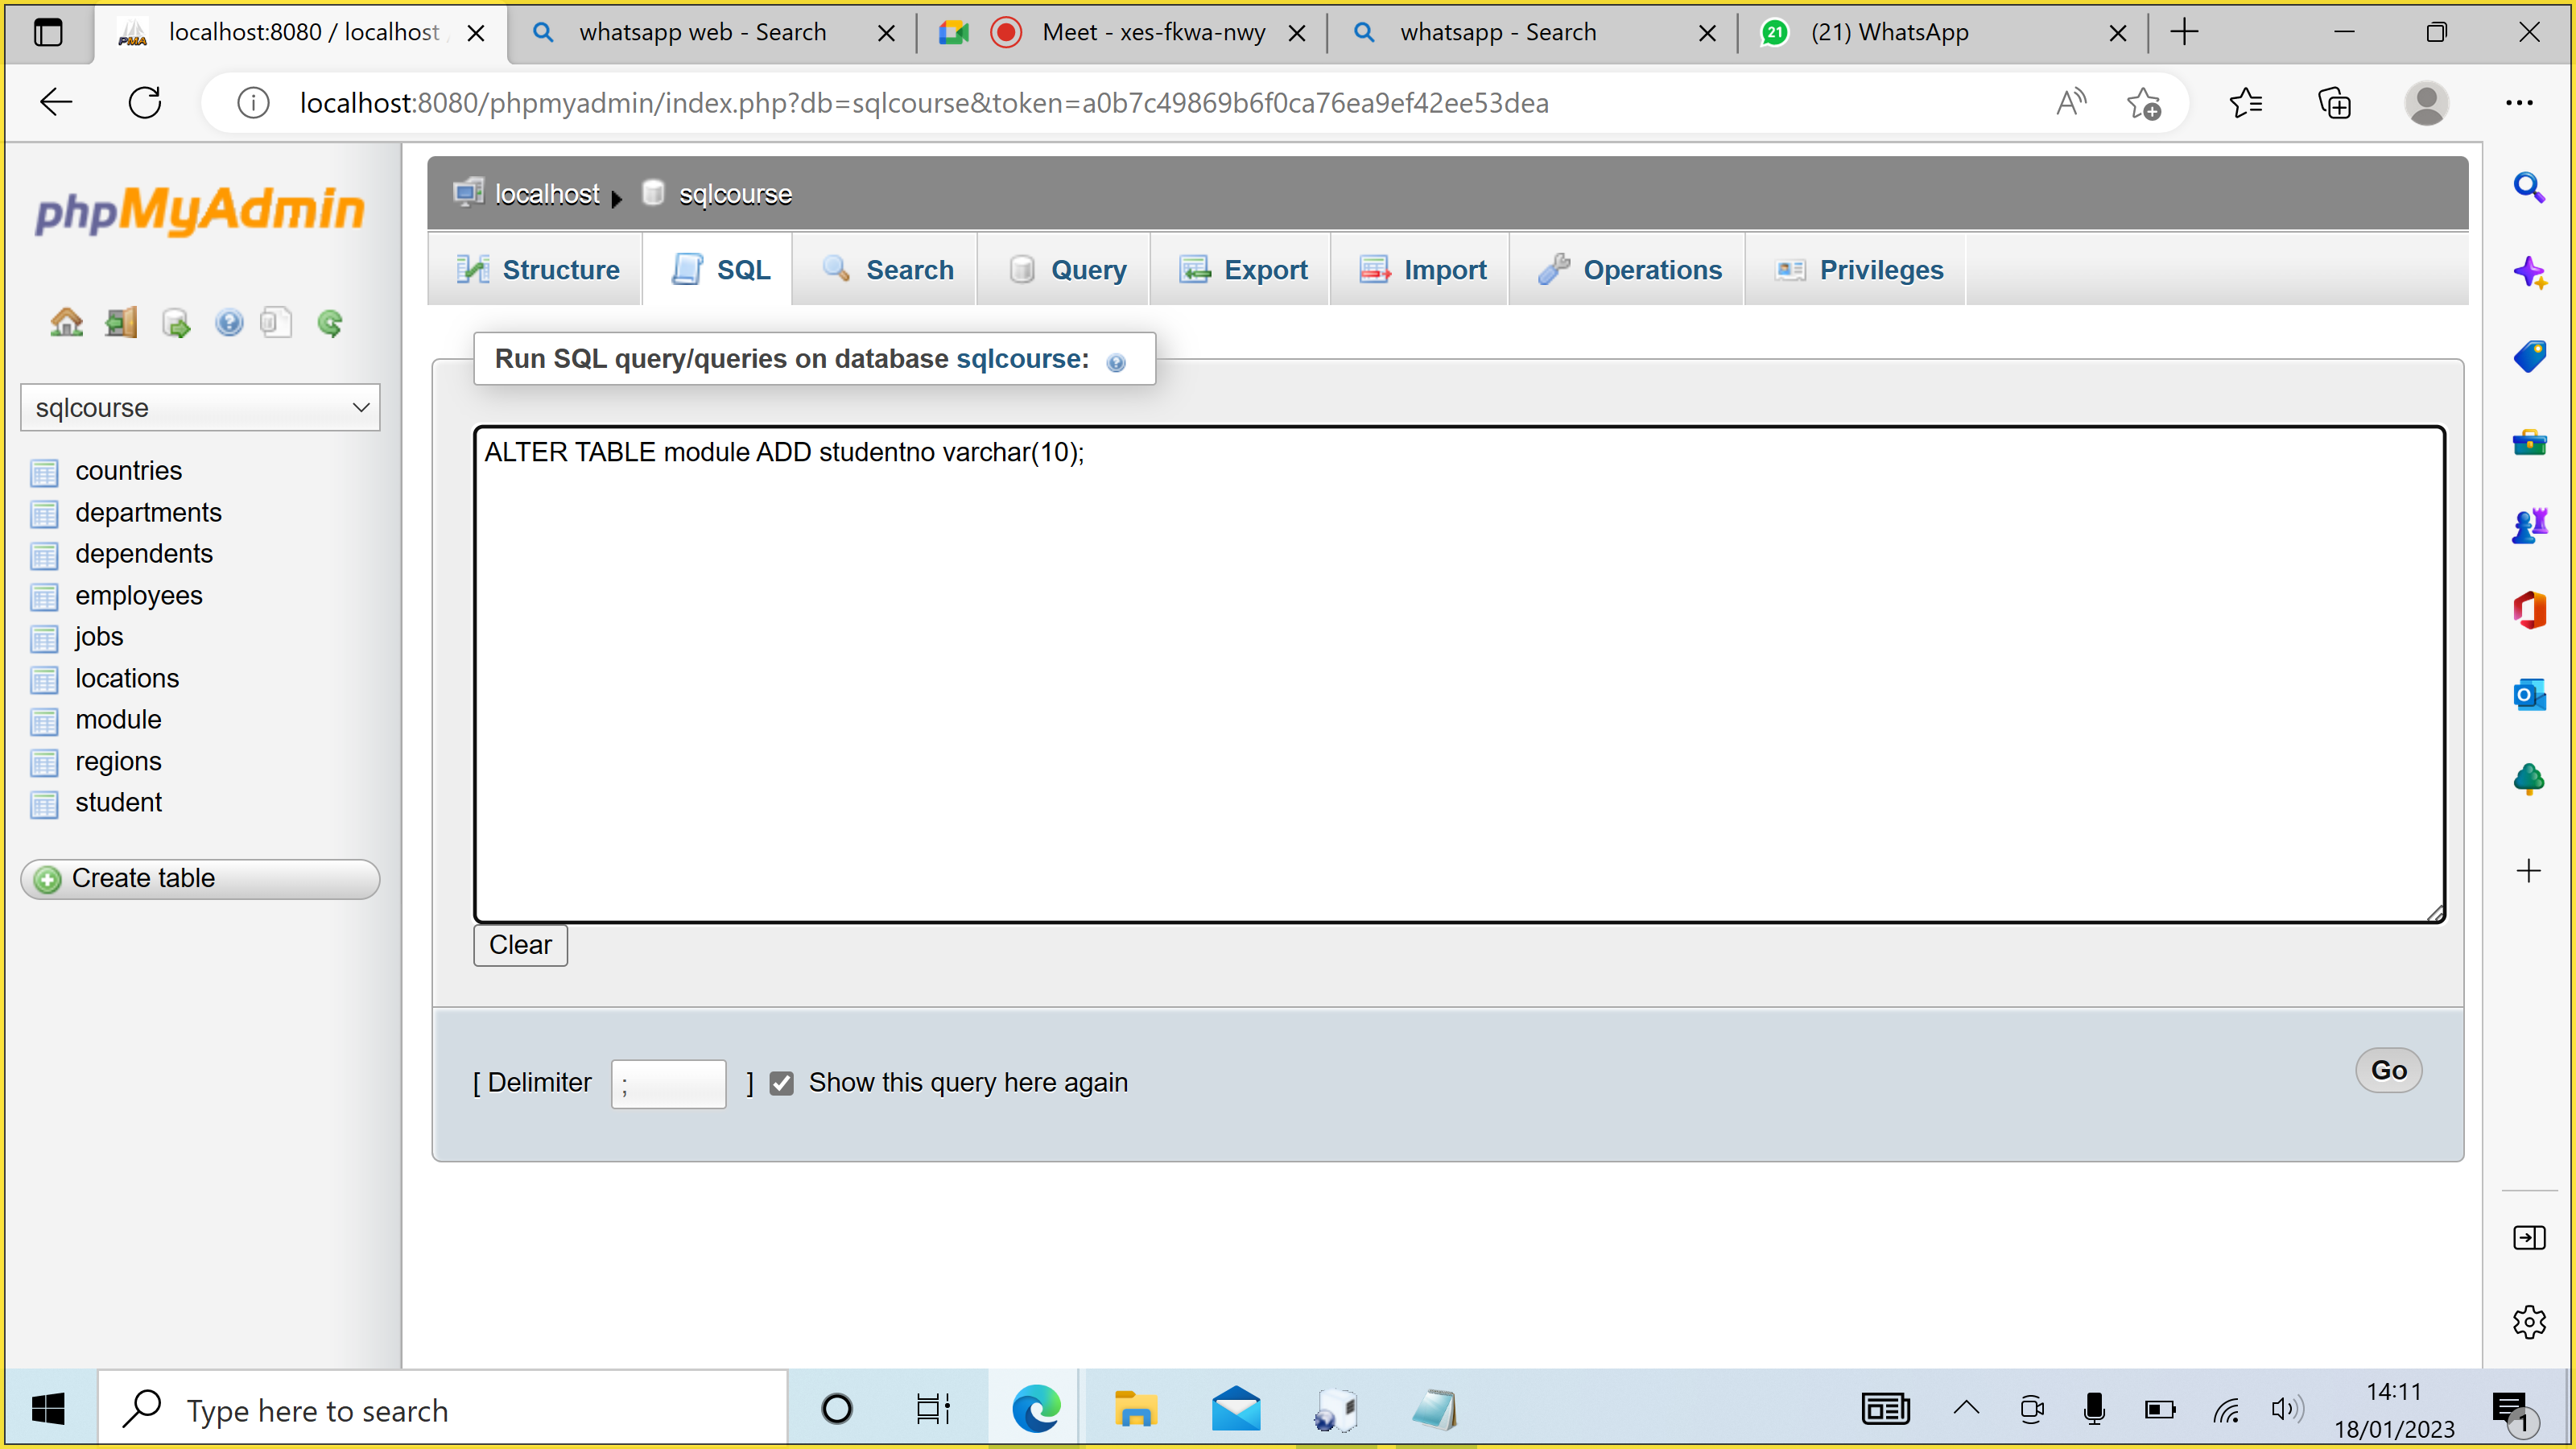 localhost:8080 / localhost
whatsapp web - Search
Meet - xes-fkwa-nwy
whatsapp - Search
21
(21) WhatsApp
localhost:8080/phpmyadmin/index.php?db=sqlcourse&token=a0b7c49869b6f0ca76ea9ef42ee53dea
phpMyAdmin
localhost
sqlcourse
Structure
SQL
Search
Query
Export
Import
Operations
Privileges
sqlcourse
countries
departments
dependents
employees
jobs
locations
module
regions
student
Create table
Run SQL query/queries on database sqlcourse:
ALTER TABLE module ADD studentno varchar(10);
Clear
[ Delimiter ; ] Show this query here again
Go
Type here to search
14:11
18/01/2023
1